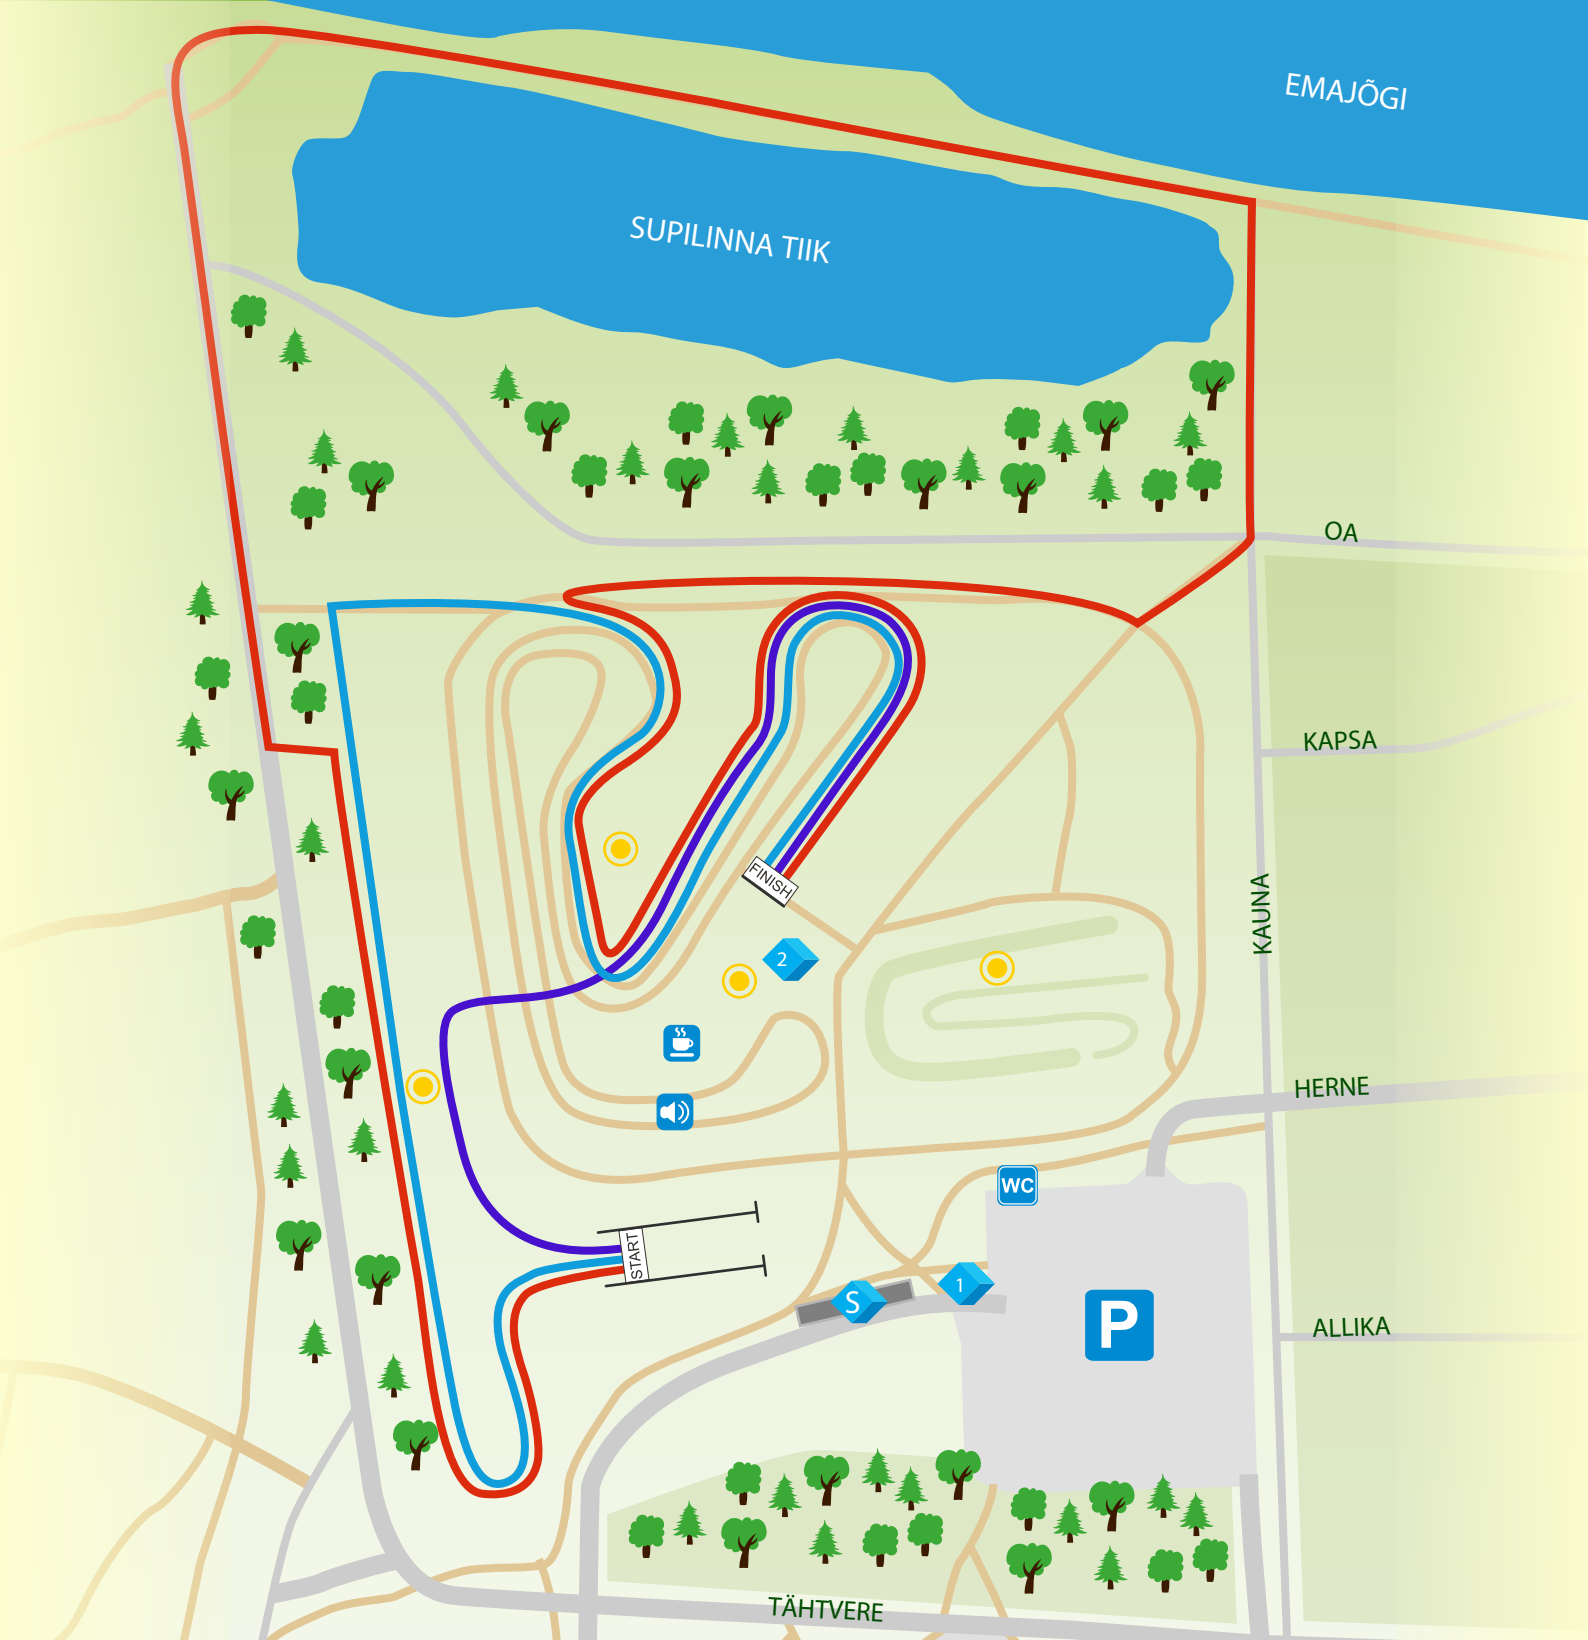 EMAJÕGI
SUPILINNA TIIK
OA
KAPSA
FINISH
KAUNA
2
HERNE
WC
START
1
S
P
ALLIKA
TÄHTVERE